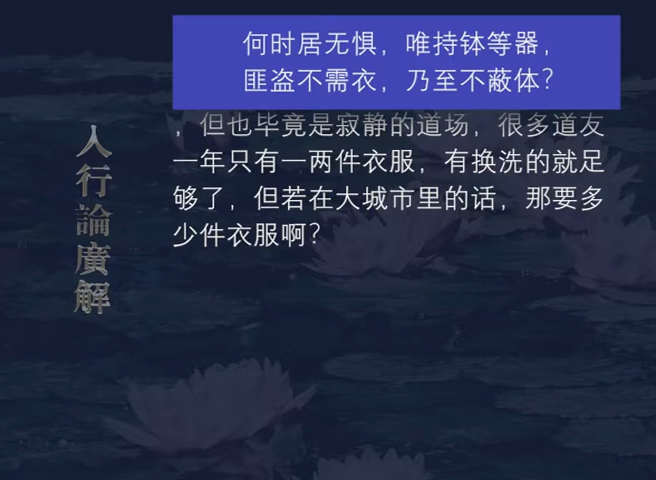 何时居无惧，唯持钵等器，
匪盗不需衣，乃至不蔽体？
，但也毕竟是寂静的道场，很多道友
一年只有一两件衣服，有换洗的就足
够了，但若在大城市里的话，那要多
少件衣服啊？
入行論廣解